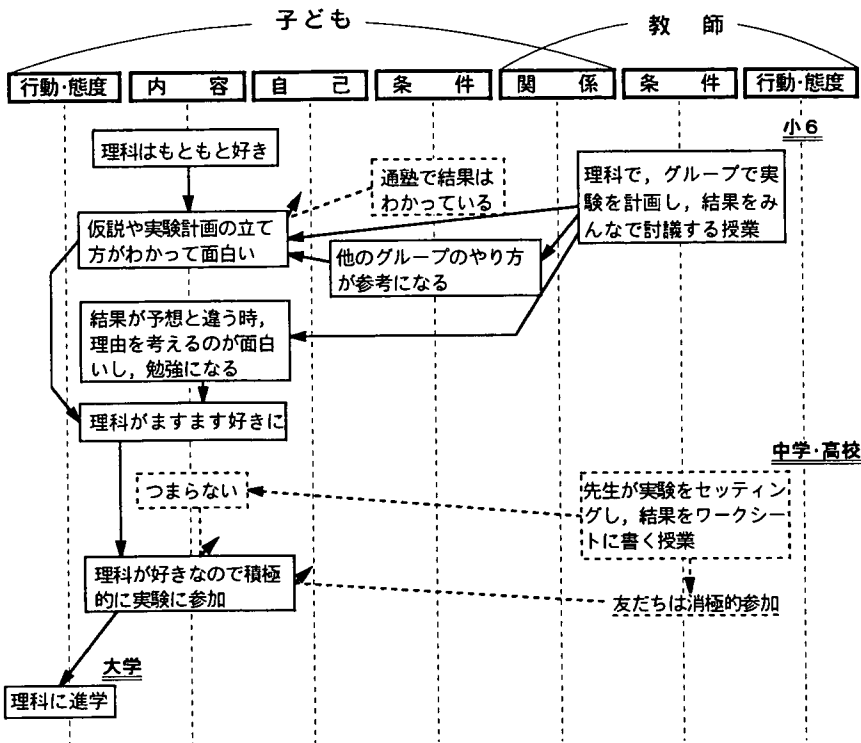 子ども
教師
行動・態度
内容
自己
条件
関係
条件
行動・態度
小6
理科はもともと好き
通塾で結果は
わかっている
理科で，グループで実
験を計画し，結果をみ
んなで討議する授業
仮説や実験計画の立て
方がわかって面白い
他のグループのやり方
が参考になる
結果が予想と違う時，
理由を考えるのが面白
いし，勉強になる
理科がますます好きに
中学・高校
つまらない
先生が実験をセッティン
グし，結果をワークシー
トに書く授業
理科が好きなので積極
的に実験に参加
友だちは消極的参加
大学
理科に進学